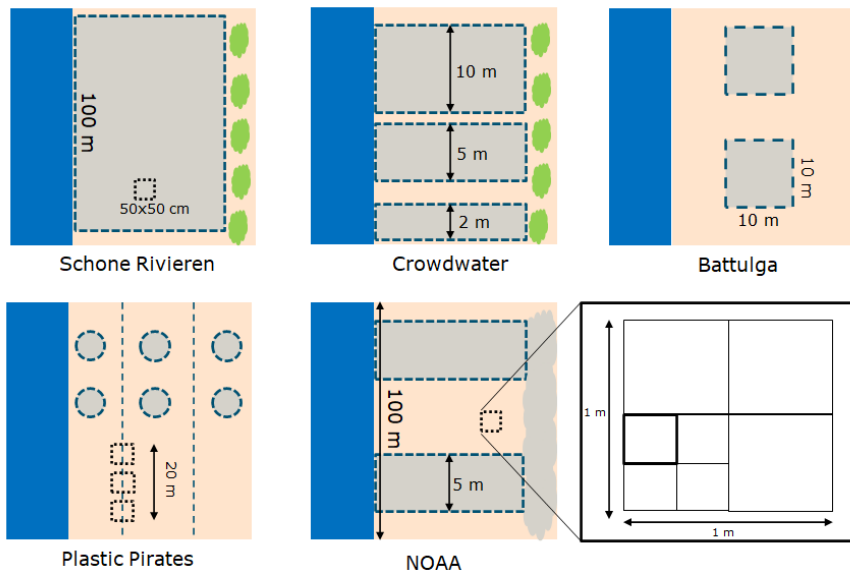 100 m
50x50 cm
Schone Rivieren
10 m
5 m
2 m
Crowdwater
10 m
10 m
Battulga
20 m
Plastic Pirates
100 m
5 m
NOAA
1 m
1 m